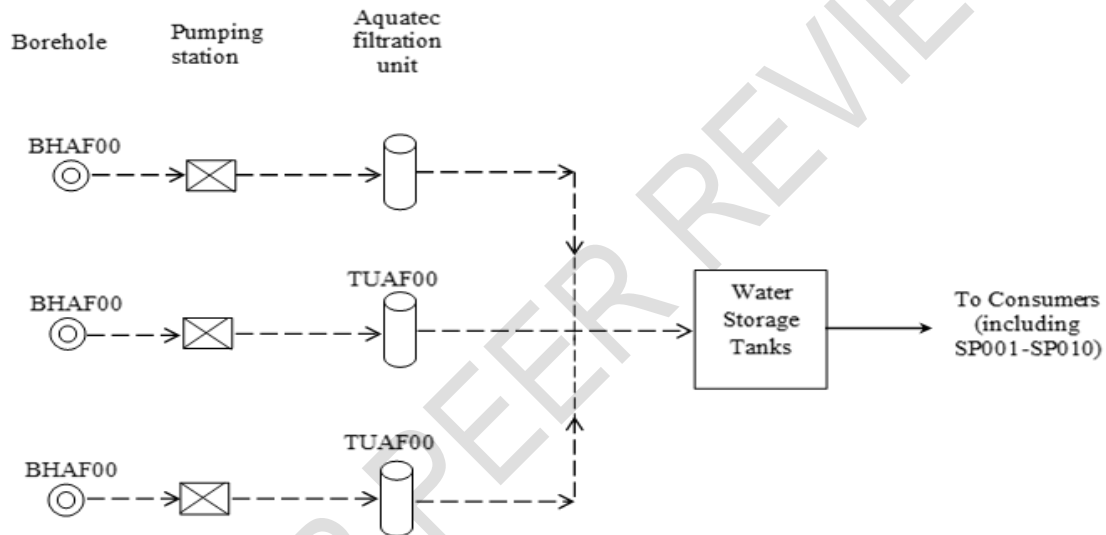 Borehole
Pumping
station
Aquatec
filtration
unit
BHAF00
BHAF00
TUAF00
BHAF00
TUAF00
Water
Storage
Tanks
To Consumers
(including
SP001-SP010)
PEER REVIE